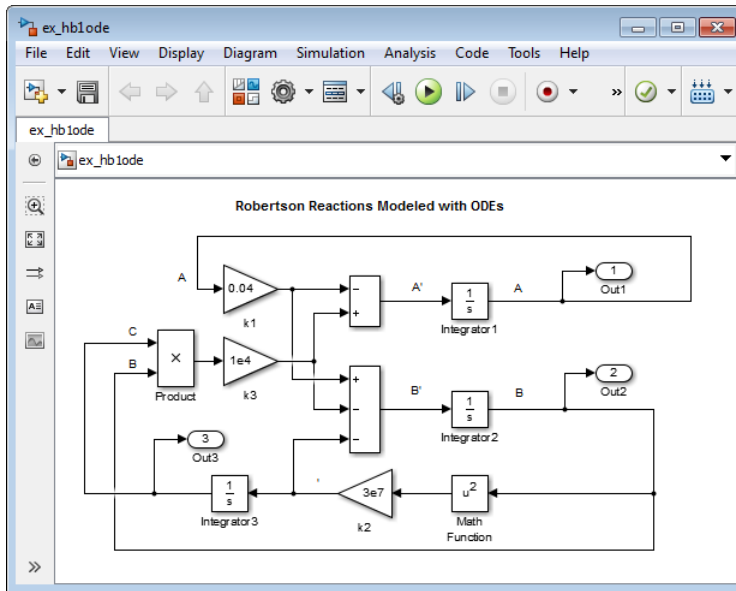 ex_hb1ode
File Edit View Display Diagram Simulation Analysis Code Tools Help
»
ex_hb1ode
ex_hb1ode
Robertson Reactions Modeled with ODEs
A
0.04
k1
−
+
A'
1
s
Integrator1
A
1
Out1
C
B
×
Product
1e4
k3
+
−
−
B'
1
s
Integrator2
B
2
Out2
3
Out3
1
s
Integrator3
'
3e7
k2
u2
Math
Function
»